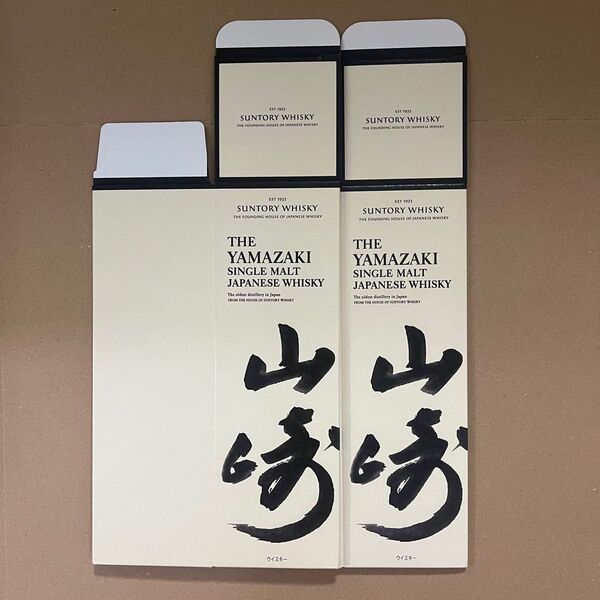 EST 1923
SUNTORY WHISKY
THE FOUNDING HOUSE OF JAPANESE WHISKY
EST 1923
SUNTORY WHISKY
THE FOUNDING HOUSE OF JAPANESE WHISKY
EST 1923
SUNTORY WHISKY
THE FOUNDING HOUSE OF JAPANESE WHISKY
THE
YAMAZAKI
SINGLE MALT
JAPANESE WHISKY
The oldest distillery in Japan
FROM THE HOUSE OF SUNTORY WHISKY
山崎
ウイスキー
EST 1923
SUNTORY WHISKY
THE FOUNDING HOUSE OF JAPANESE WHISKY
THE
YAMAZAKI
SINGLE MALT
JAPANESE WHISKY
The oldest distillery in Japan
FROM THE HOUSE OF SUNTORY WHISKY
山崎
ウイスキー